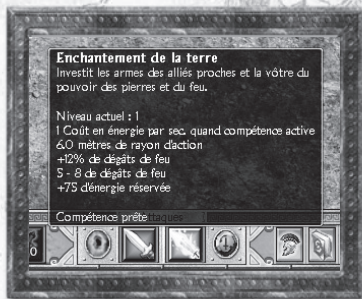 Enchantement de la terre
Investit les armes des alliés proches et la vôtre du
pouvoir des pierres et du feu.
Niveau actuel : 1
1 Coût en énergie par sec. quand compétence active
6.0 mètres de rayon d'action
+12% de dégâts de feu
5 - 8 de dégâts de feu
+75 d'énergie réservée
Compétence prête
0